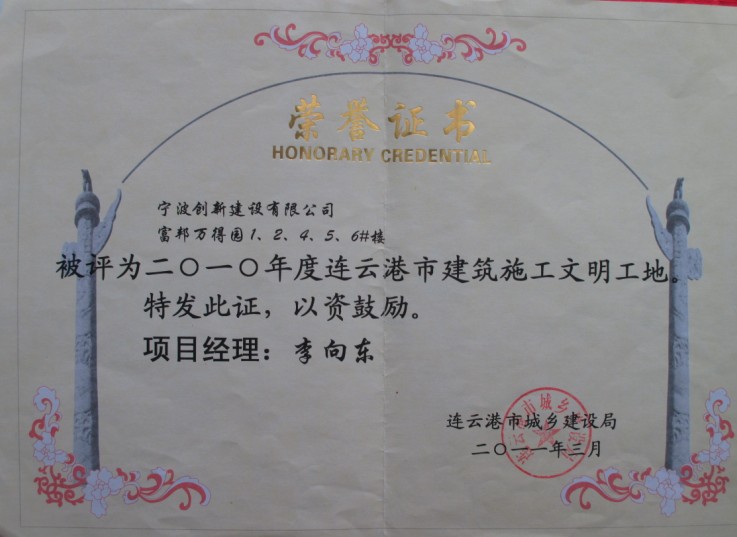 荣誉证书
HONORARY CREDENTIAL
宁波创新建设有限公司
富邦万得园1、2、4、5、6#楼
被评为二〇一〇年度连云港市建筑施工文明工地。
特发此证，以资鼓励。
项目经理：李向东
连云港市城乡建设局
二〇一一年三月